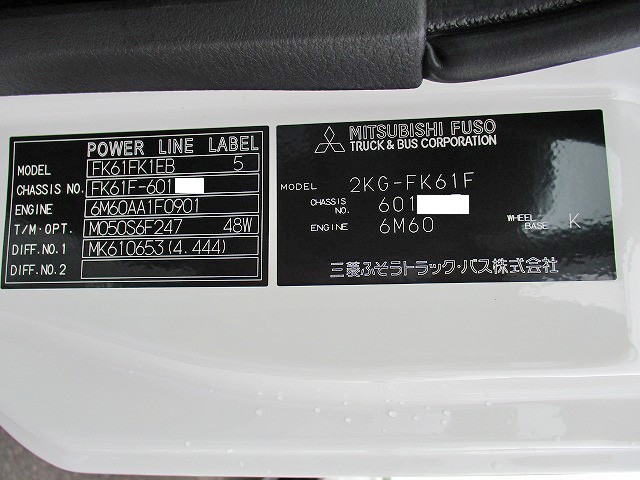 POWER LINE LABEL
MODEL FK61FK1EB 5
CHASSIS NO. FK61F-601
ENGINE 6M60AA1F0901
T/M·OPT. M050S6F247 48W
DIFF.NO.1 MK610653(4.444)
DIFF.NO.2
MITSUBISHI FUSO
TRUCK & BUS CORPORATION
MODEL 2KG-FK61F
CHASSIS NO. 601
ENGINE 6M60 WHEEL BASE K
三菱ふそうトラック・バス株式会社